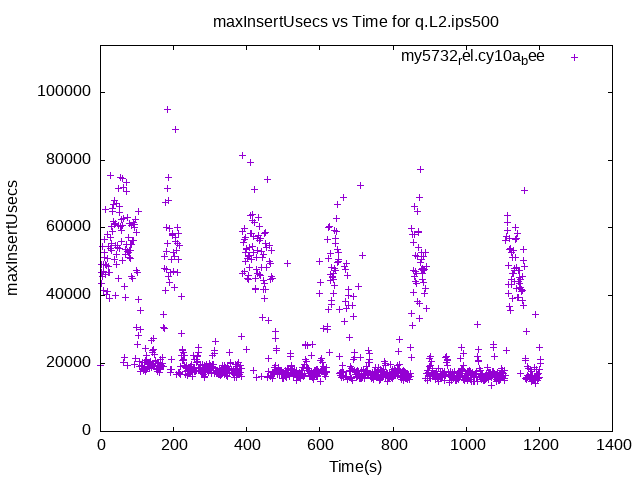 maxInsertUsecs vs Time for q.L2.ips500
my5732_rel.cy10a_bee
100000
80000
60000
40000
20000
0
maxInsertUsecs
0 200 400 600 800 1000 1200 1400
Time(s)